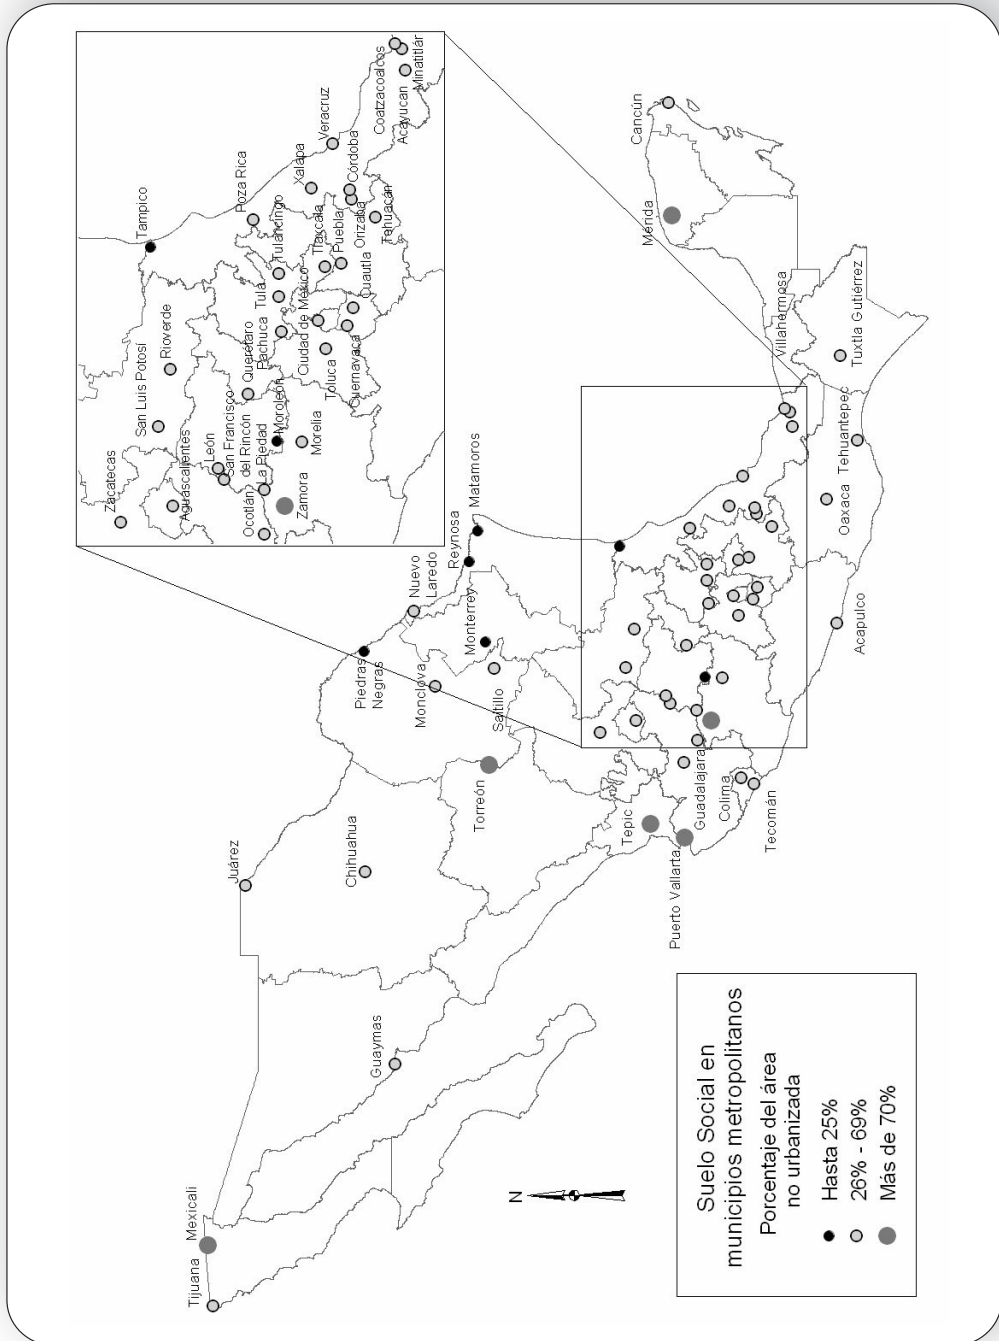 Tijuana
Mexicali
Guaymas
Juárez
Chihuahua
Piedras
Negras
Nuevo
Laredo
Monclova
Reynosa
Matamoros
Monterrey
Saltillo
Torreón
Tepic
Puerto Vallarta
Guadalajara
Colima
Tecomán
Acapulco
Oaxaca
Tehuantepec
Tuxtla Gutiérrez
Villahermosa
Mérida
Cancún
Zacatecas
San Luis Potosí
Rioverde
Tampico
Aguascalientes
León
San Francisco
del Rincón
Ocotlán
La Piedad
Zamora
Moroleón
Morelia
Querétaro
Pachuca
Tula
Tulancingo
Poza Rica
Ciudad de México
Toluca
Cuernavaca
Cuautla
Tlaxcala
Puebla
Xalapa
Veracruz
Orizaba
Córdoba
Tehuacán
Coatzacoalcos
Acayucan
Minatitlán
N
Suelo Social en
municipios metropolitanos
Porcentaje del área
no urbanizada
Hasta 25%
26% - 69%
Más de 70%